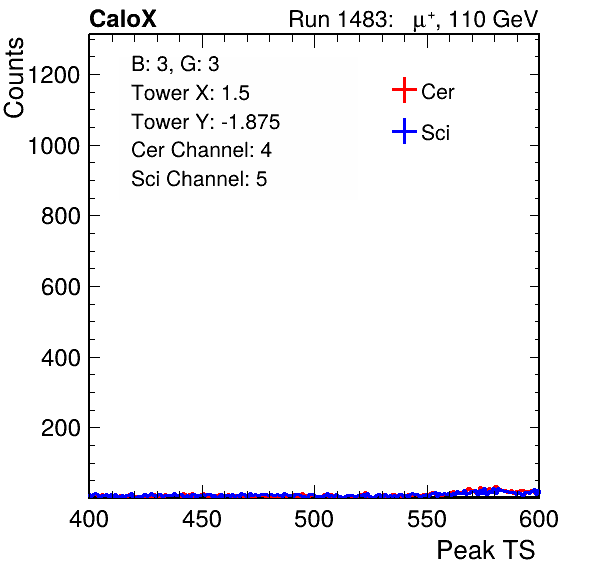 CaloX Run 1483: μ⁺, 110 GeV
Counts
B: 3, G: 3
Tower X: 1.5
Tower Y: -1.875
Cer Channel: 4
Sci Channel: 5
Cer
Sci
1200
1000
800
600
400
200
400 450 500 550 600
Peak TS